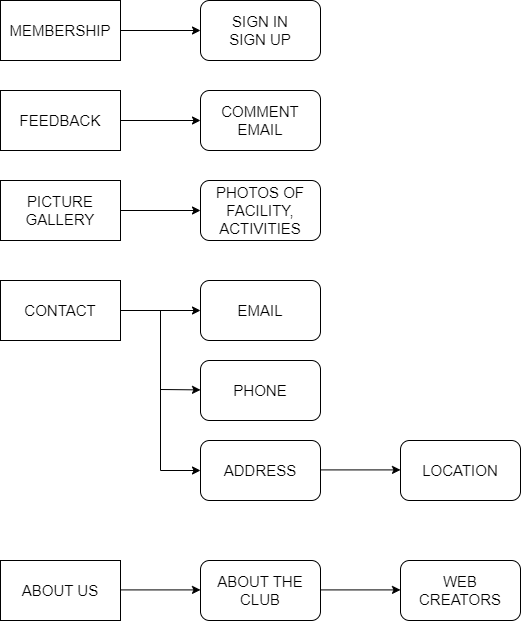 MEMBERSHIP
SIGN IN
SIGN UP
FEEDBACK
COMMENT
EMAIL
PICTURE
GALLERY
PHOTOS OF
FACILITY,
ACTIVITIES
CONTACT
EMAIL
PHONE
ADDRESS
LOCATION
ABOUT US
ABOUT THE
CLUB
WEB
CREATORS